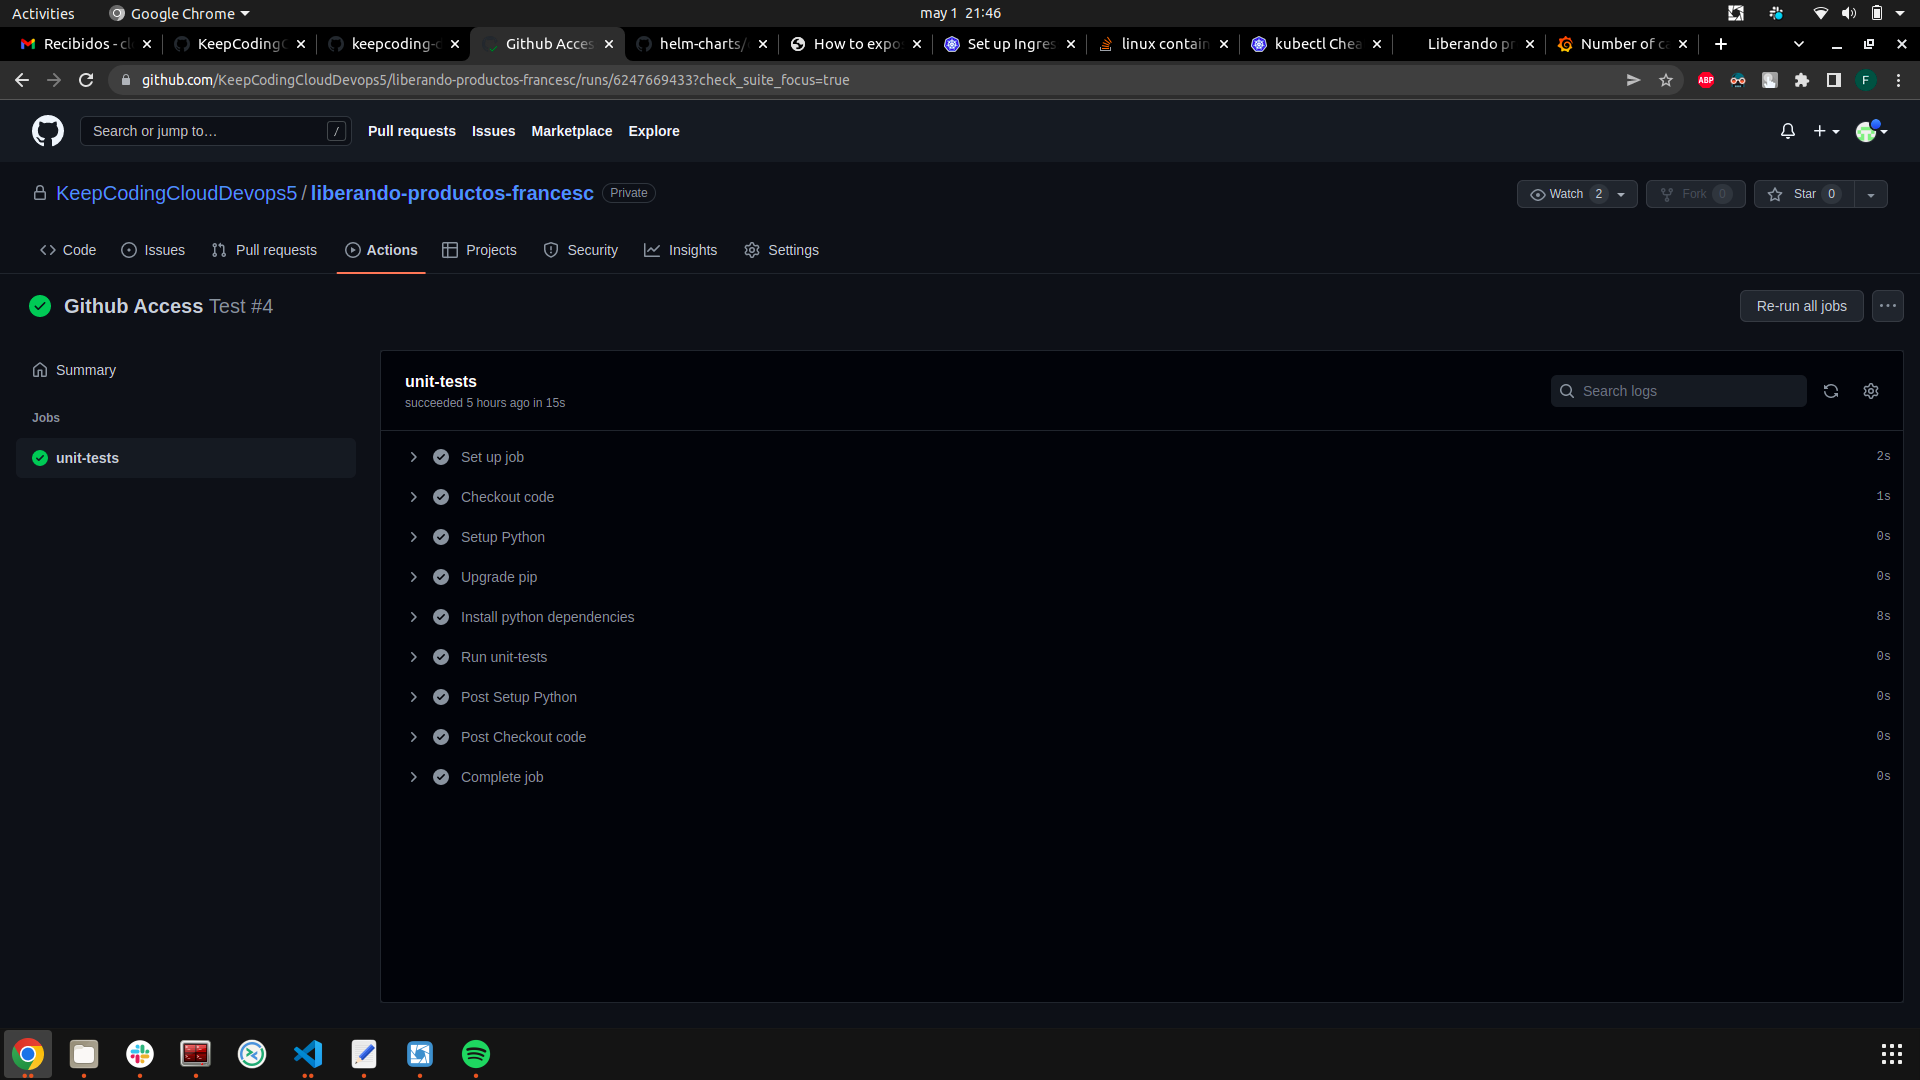 Activities
Google Chrome
may 1 21:46
Recibidos - cl
KeepCodingC
keepcoding-d
Github Acces
helm-charts/
How to expos
Set up Ingres
linux contain
kubectl Chea
Liberando pr
Number of ca
github.com/KeepCodingCloudDevops5/liberando-productos-francesc/runs/6247669433?check_suite_focus=true
ABP
F
Search or jump to…
/
Pull requests
Issues
Marketplace
Explore
KeepCodingCloudDevops5 / liberando-productos-francesc
Private
Watch 2
Fork 0
Star 0
Code
Issues
Pull requests
Actions
Projects
Security
Insights
Settings
Github Access Test #4
Re-run all jobs
Summary
Jobs
unit-tests
unit-tests
succeeded 5 hours ago in 15s
Search logs
Set up job 2s
Checkout code 1s
Setup Python 0s
Upgrade pip 0s
Install python dependencies 8s
Run unit-tests 0s
Post Setup Python 0s
Post Checkout code 0s
Complete job 0s